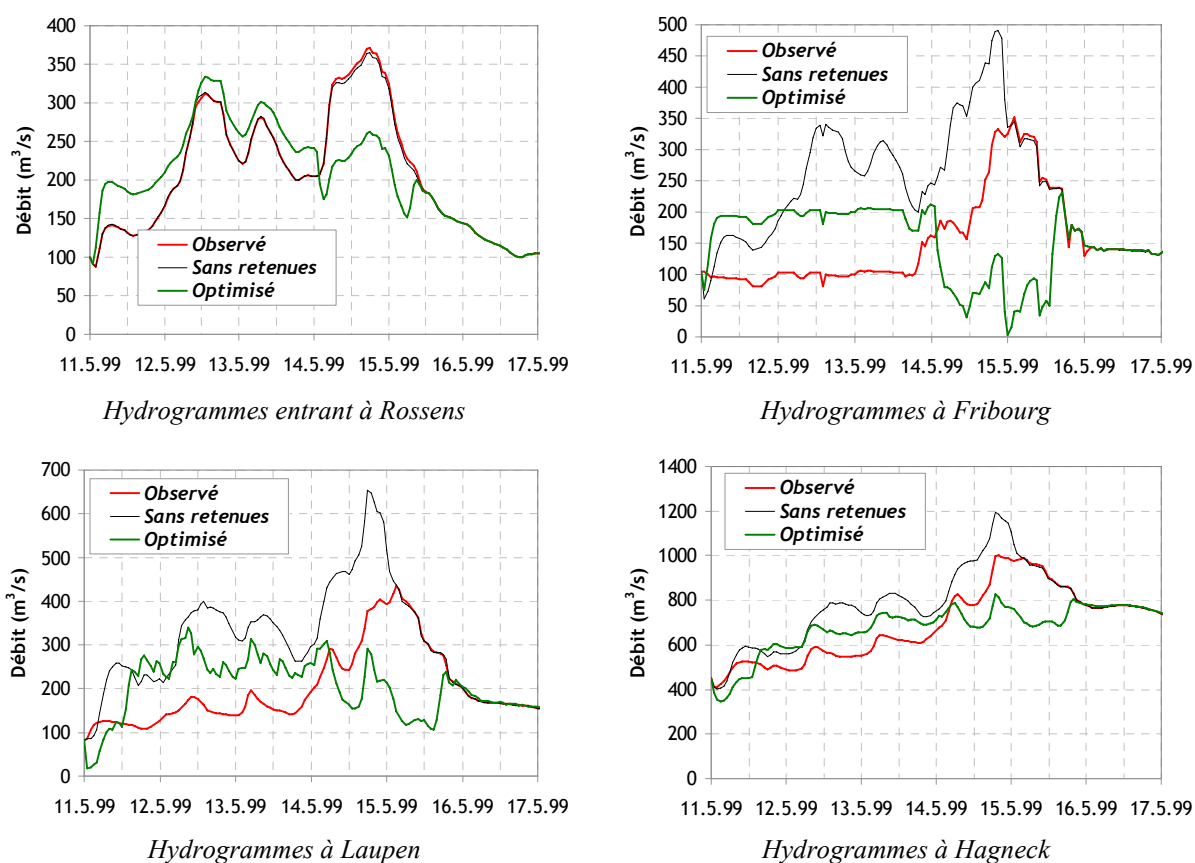 400
350
300
250
200
150
100
50
0
Débit (m³/s)
Observé
Sans retenues
Optimisé
11.5.99 12.5.99 13.5.99 14.5.99 15.5.99 16.5.99 17.5.99
Hydrogrammes entrant à Rossens
500
450
400
350
300
250
200
150
100
50
0
Débit (m³/s)
Observé
Sans retenues
Optimisé
11.5.99 12.5.99 13.5.99 14.5.99 15.5.99 16.5.99 17.5.99
Hydrogrammes à Fribourg
700
600
500
400
300
200
100
0
Débit (m³/s)
Observé
Sans retenues
Optimisé
11.5.99 12.5.99 13.5.99 14.5.99 15.5.99 16.5.99 17.5.99
Hydrogrammes à Laupen
1400
1200
1000
800
600
400
200
0
Débit (m³/s)
Observé
Sans retenues
Optimisé
11.5.99 12.5.99 13.5.99 14.5.99 15.5.99 16.5.99 17.5.99
Hydrogrammes à Hagneck